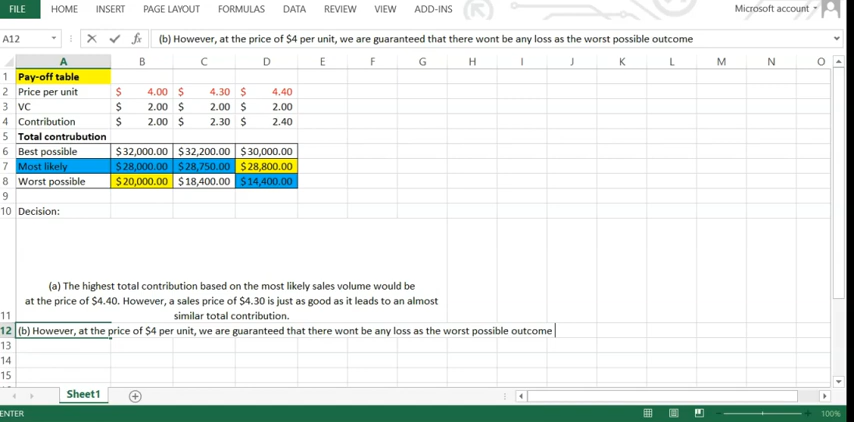 FILE HOME INSERT PAGE LAYOUT FORMULAS DATA REVIEW VIEW ADD-INS Microsoft account
A12 fx (b) However, at the price of $4 per unit, we are guaranteed that there wont be any loss as the worst possible outcome
A B C D E F G H I J K L M N O
1 Pay-off table
2 Price per unit $ 4.00 $ 4.30 $ 4.40
3 VC $ 2.00 $ 2.00 $ 2.00
4 Contribution $ 2.00 $ 2.30 $ 2.40
5 Total contrubution
6 Best possible $32,000.00 $32,200.00 $30,000.00
7 Most likely $28,000.00 $28,750.00 $28,800.00
8 Worst possible $20,000.00 $18,400.00 $14,400.00
9
10 Decision:
(a) The highest total contribution based on the most likely sales volume would be
at the price of $4.40. However, a sales price of $4.30 is just as good as it leads to an almost
11 similar total contribution.
12 (b) However, at the price of $4 per unit, we are guaranteed that there wont be any loss as the worst possible outcome
13
14
15
Sheet1
ENTER 100%